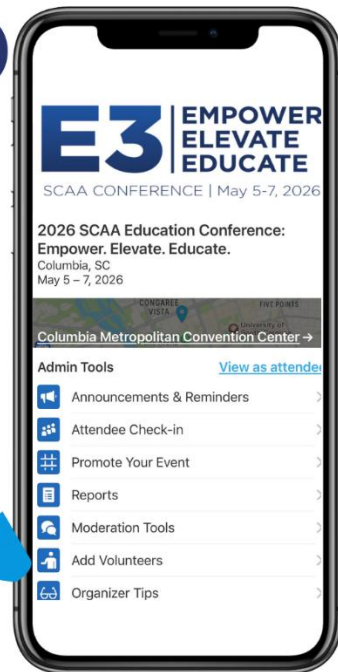 E3 EMPOWER
ELEVATE
EDUCATE
SCAA CONFERENCE | May 5-7, 2026
2026 SCAA Education Conference:
Empower. Elevate. Educate.
Columbia, SC
May 5 – 7, 2026
CONGAREE
VISTA
FIVE POINTS
University of
Columbia Metropolitan Convention Center →
Admin Tools
View as attendee
Announcements & Reminders
Attendee Check-in
Promote Your Event
Reports
Moderation Tools
Add Volunteers
Organizer Tips